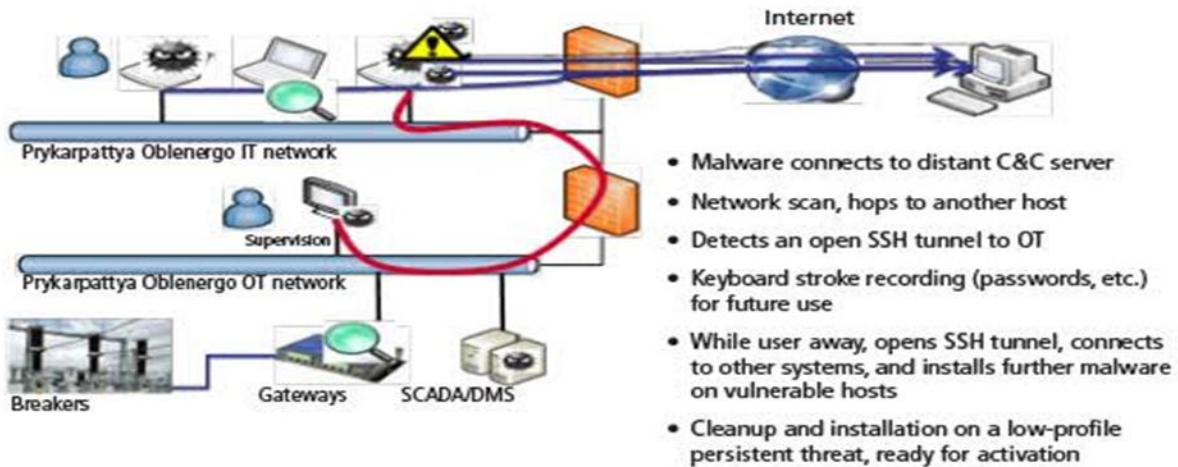 Internet
Prykarpattya Oblenergo IT network
Supervision
Prykarpattya Oblenergo OT network
Breakers
Gateways
SCADA/DMS
• Malware connects to distant C&C server
• Network scan, hops to another host
• Detects an open SSH tunnel to OT
• Keyboard stroke recording (passwords, etc.)
for future use
• While user away, opens SSH tunnel, connects
to other systems, and installs further malware
on vulnerable hosts
• Cleanup and installation on a low-profile
persistent threat, ready for activation